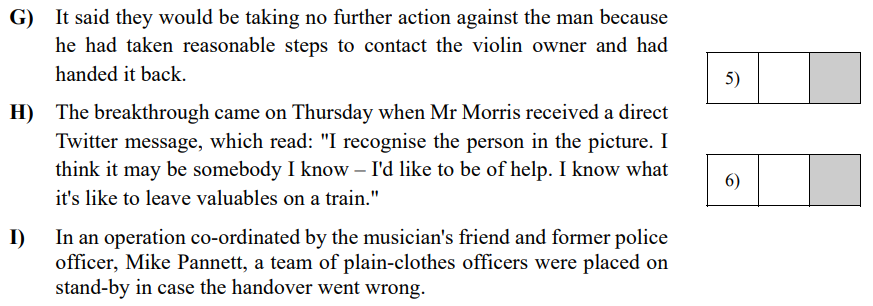 G) It said they would be taking no further action against the man because
he had taken reasonable steps to contact the violin owner and had
handed it back.
5)
H) The breakthrough came on Thursday when Mr Morris received a direct
Twitter message, which read: "I recognise the person in the picture. I
think it may be somebody I know – I'd like to be of help. I know what
it's like to leave valuables on a train."
6)
I) In an operation co-ordinated by the musician's friend and former police
officer, Mike Pannett, a team of plain-clothes officers were placed on
stand-by in case the handover went wrong.